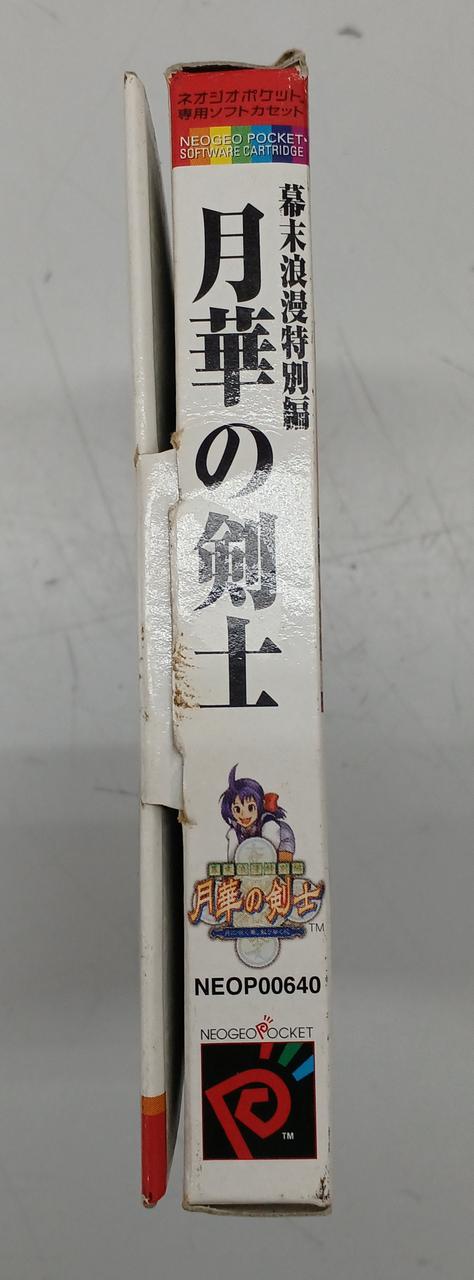 ネオジオポケット
専用ソフトカセット
NEOGEO POCKET
SOFTWARE CARTRIDGE
幕末浪漫特別編
月華の剣士
月華の剣士
TM
NEOP00640
NEOGEO POCKET
TM